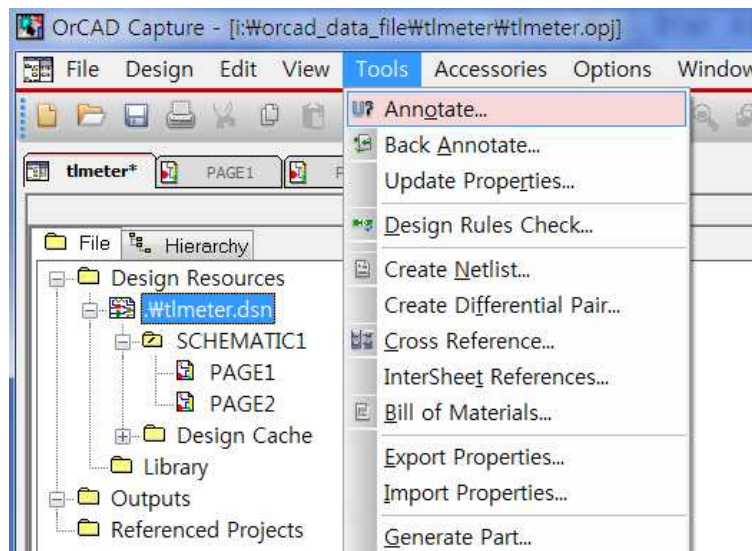 OrCAD Capture - [i:₩orcad_data_file₩tlmeter₩tlmeter.opj]
File Design Edit View Tools Accessories Options Window
Annotate...
Back Annotate...
tlmeter* PAGE1 P
Update Properties...
Design Rules Check...
File Hierarchy
Design Resources
Create Netlist...
.₩tlmeter.dsn
Create Differential Pair...
SCHEMATIC1
Cross Reference...
PAGE1
InterSheet References...
PAGE2
Bill of Materials...
Design Cache
Export Properties...
Library
Import Properties...
Outputs
Referenced Projects
Generate Part...